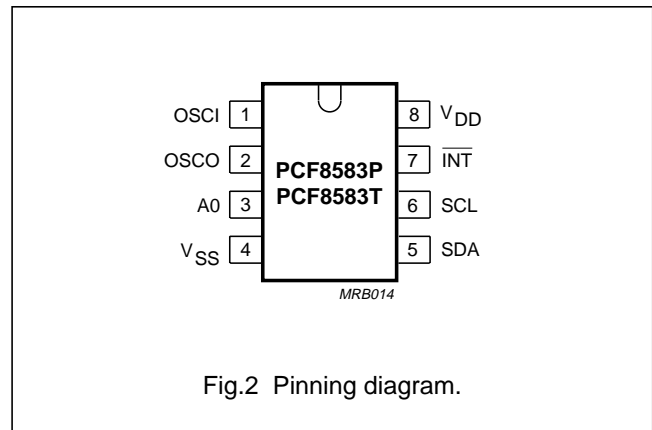 OSCI 1 8 VDD
OSCO 2 PCF8583P 7 INT
A0 3 PCF8583T 6 SCL
VSS 4 5 SDA
MRB014
Fig.2 Pinning diagram.